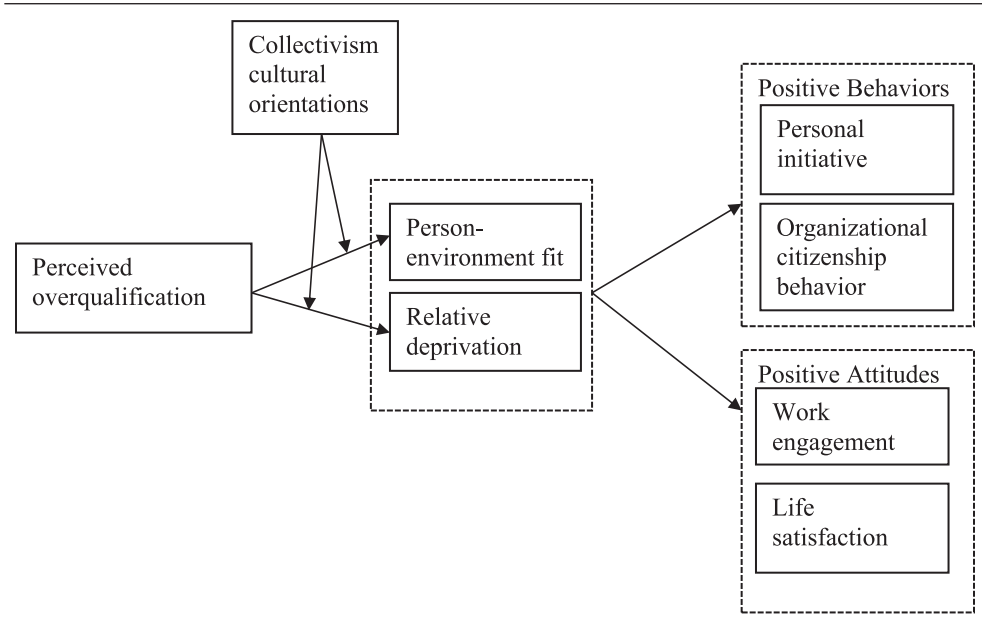 Collectivism
cultural
orientations
Perceived
overqualification
Person-
environment fit
Relative
deprivation
Positive Behaviors
Personal
initiative
Organizational
citizenship
behavior
Positive Attitudes
Work
engagement
Life
satisfaction